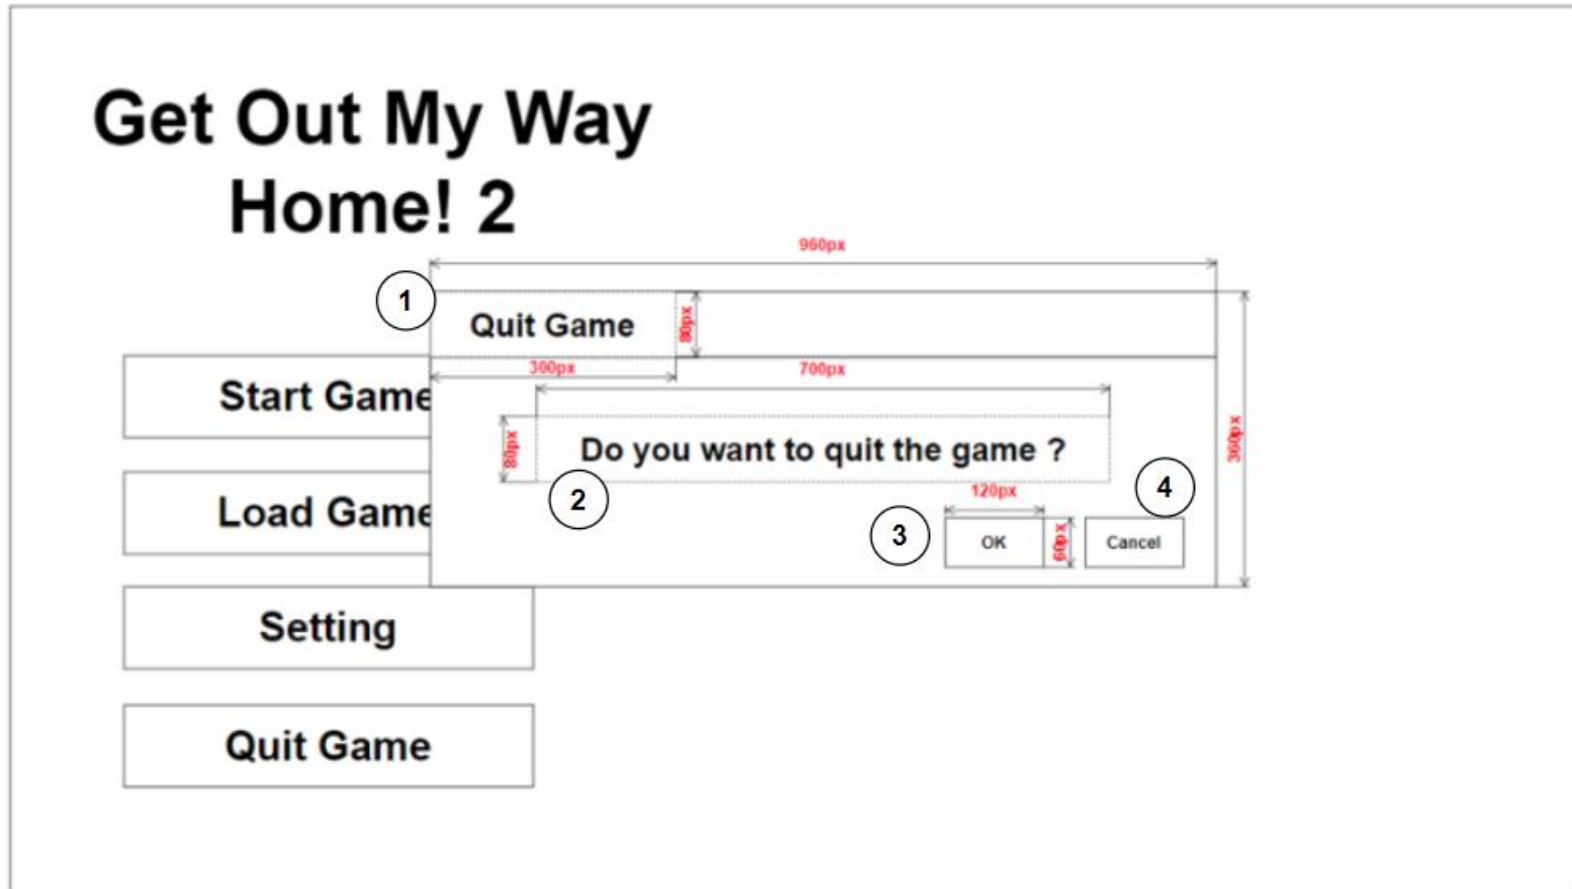 Get Out My Way
Home! 2
960px
1
Quit Game
80px
300px
700px
Start Game
80px
Do you want to quit the game ?
360px
2
120px
4
Load Game
3
OK
60px
Cancel
Setting
Quit Game